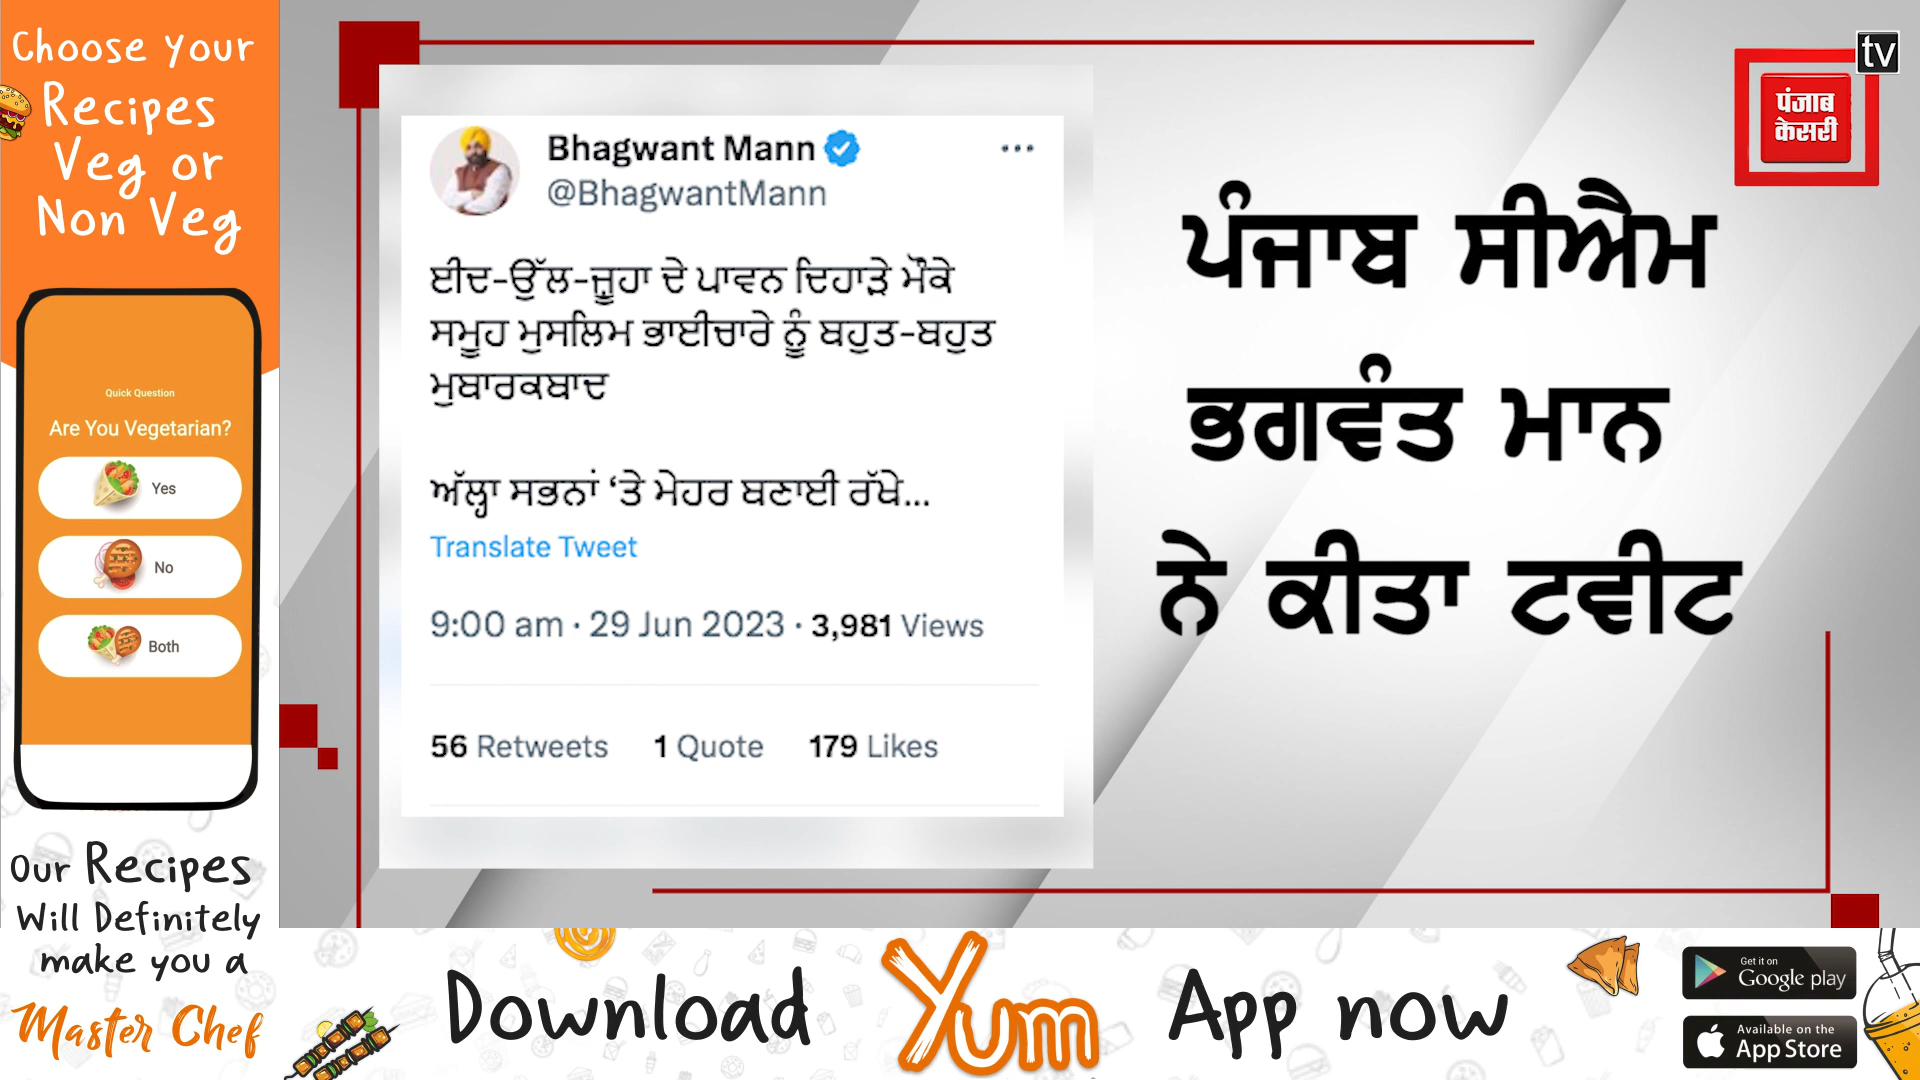 Choose your
Recipes
Veg or
Non Veg
Quick Question
Are You Vegetarian?
Yes
No
Both
Our Recipes
Will Definitely
make you a
Master Chef
Bhagwant Mann
@BhagwantMann
ਈਦ-ਉੱਲ-ਜ਼ੂਹਾ ਦੇ ਪਾਵਨ ਦਿਹਾੜੇ ਮੌਕੇ
ਸਮੂਹ ਮੁਸਲਿਮ ਭਾਈਚਾਰੇ ਨੂੰ ਬਹੁਤ-ਬਹੁਤ
ਮੁਬਾਰਕਬਾਦ
ਅੱਲ੍ਹਾ ਸਭਨਾਂ ‘ਤੇ ਮੇਹਰ ਬਣਾਈ ਰੱਖੇ...
Translate Tweet
9:00 am · 29 Jun 2023 · 3,981 Views
56 Retweets 1 Quote 179 Likes
ਪੰਜਾਬ ਸੀਐਮ
ਭਗਵੰਤ ਮਾਨ
ਨੇ ਕੀਤਾ ਟਵੀਟ
tv
पंजाब
केसरी
Download Yum App now
Get it on
Google play
Available on the
App Store